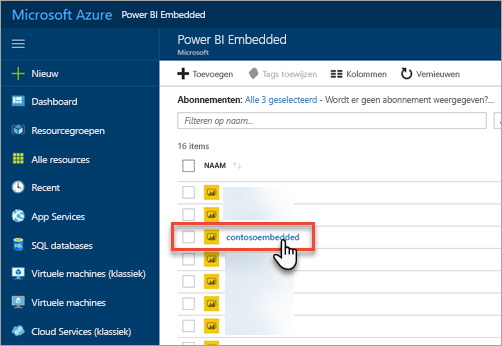 Microsoft Azure Power BI Embedded
Power BI Embedded
Microsoft
Nieuw
Dashboard
Resourcegroepen
Alle resources
Recent
App Services
SQL databases
Virtuele machines (klassiek)
Virtuele machines
Cloud Services (klassiek)
Toevoegen Tags toewijzen Kolommen Vernieuwen
Abonnementen: Alle 3 geselecteerd - Wordt er geen abonnement weergegeven?...
Filteren op naam...
16 items
NAAM
contosoembedded